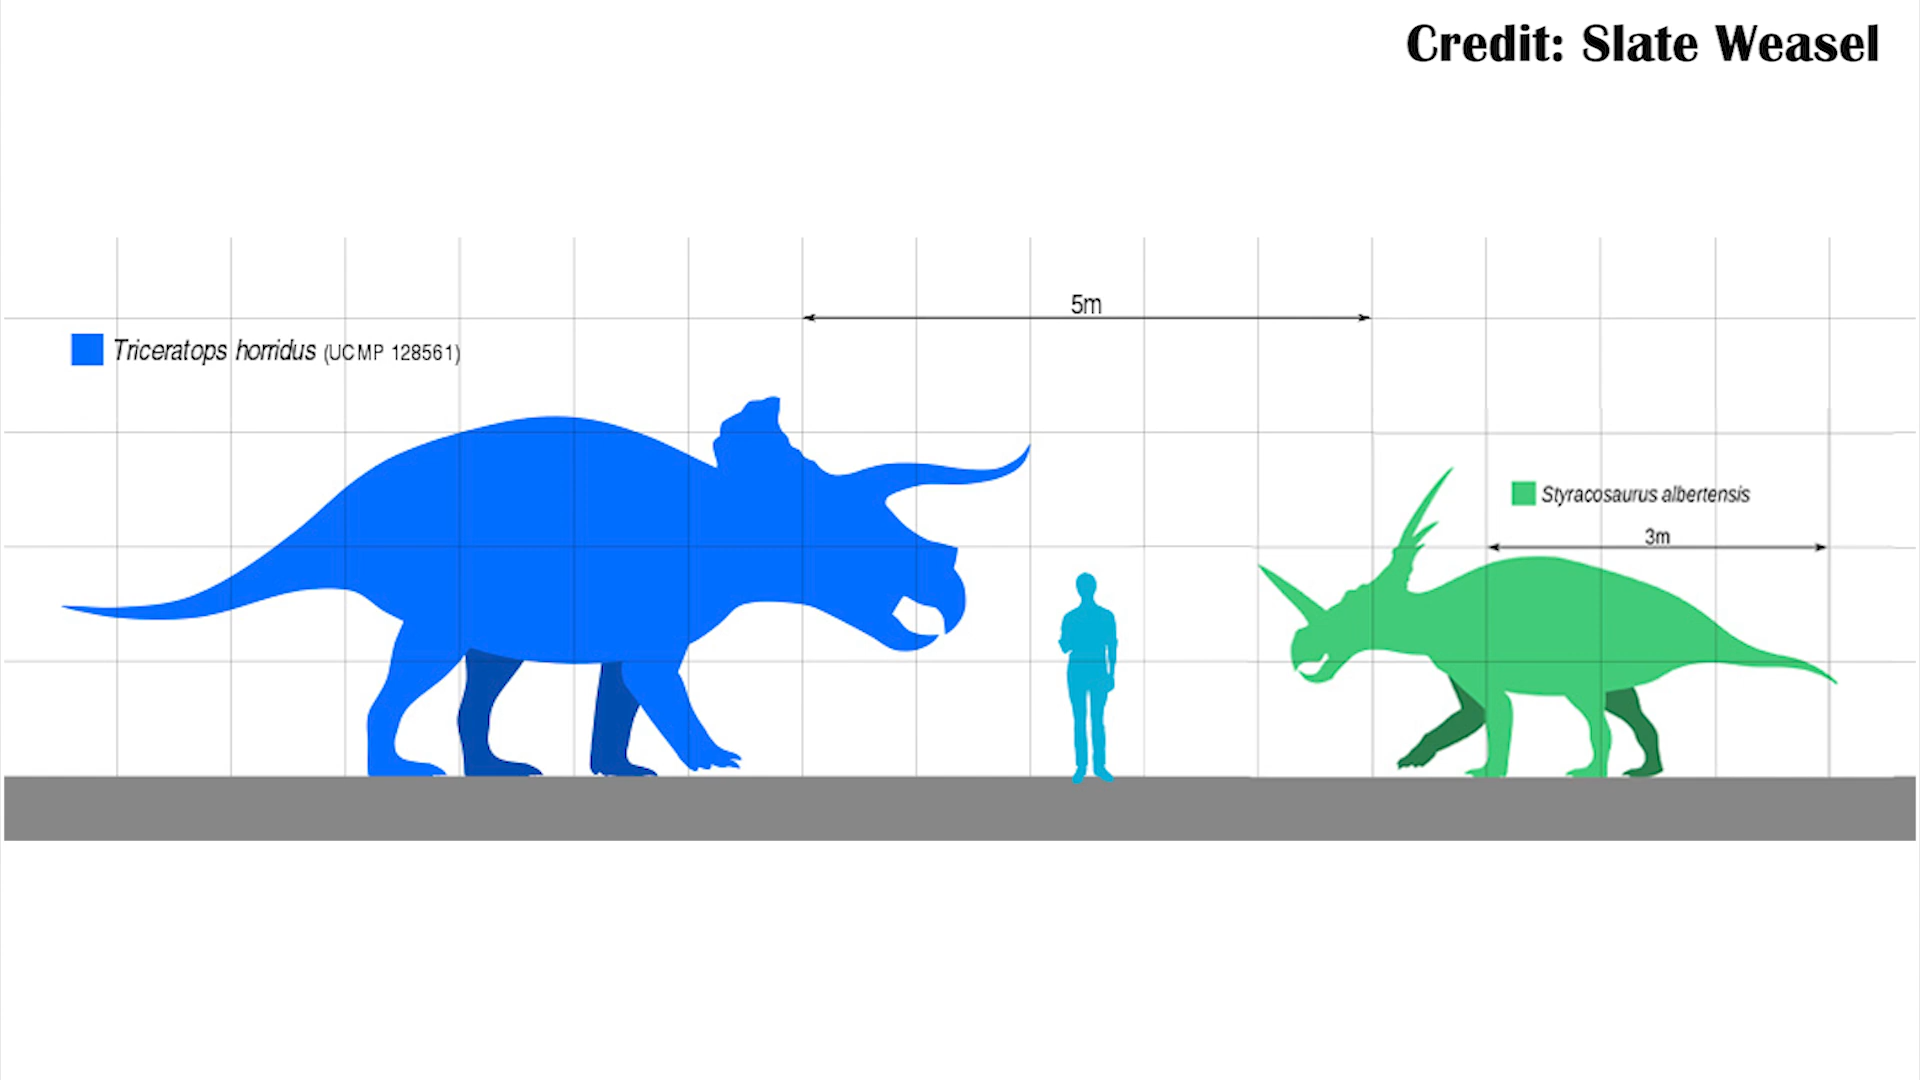 Credit: Slate Weasel
5m
Triceratops horridus (UCMP 128561)
Styracosaurus albertensis
3m